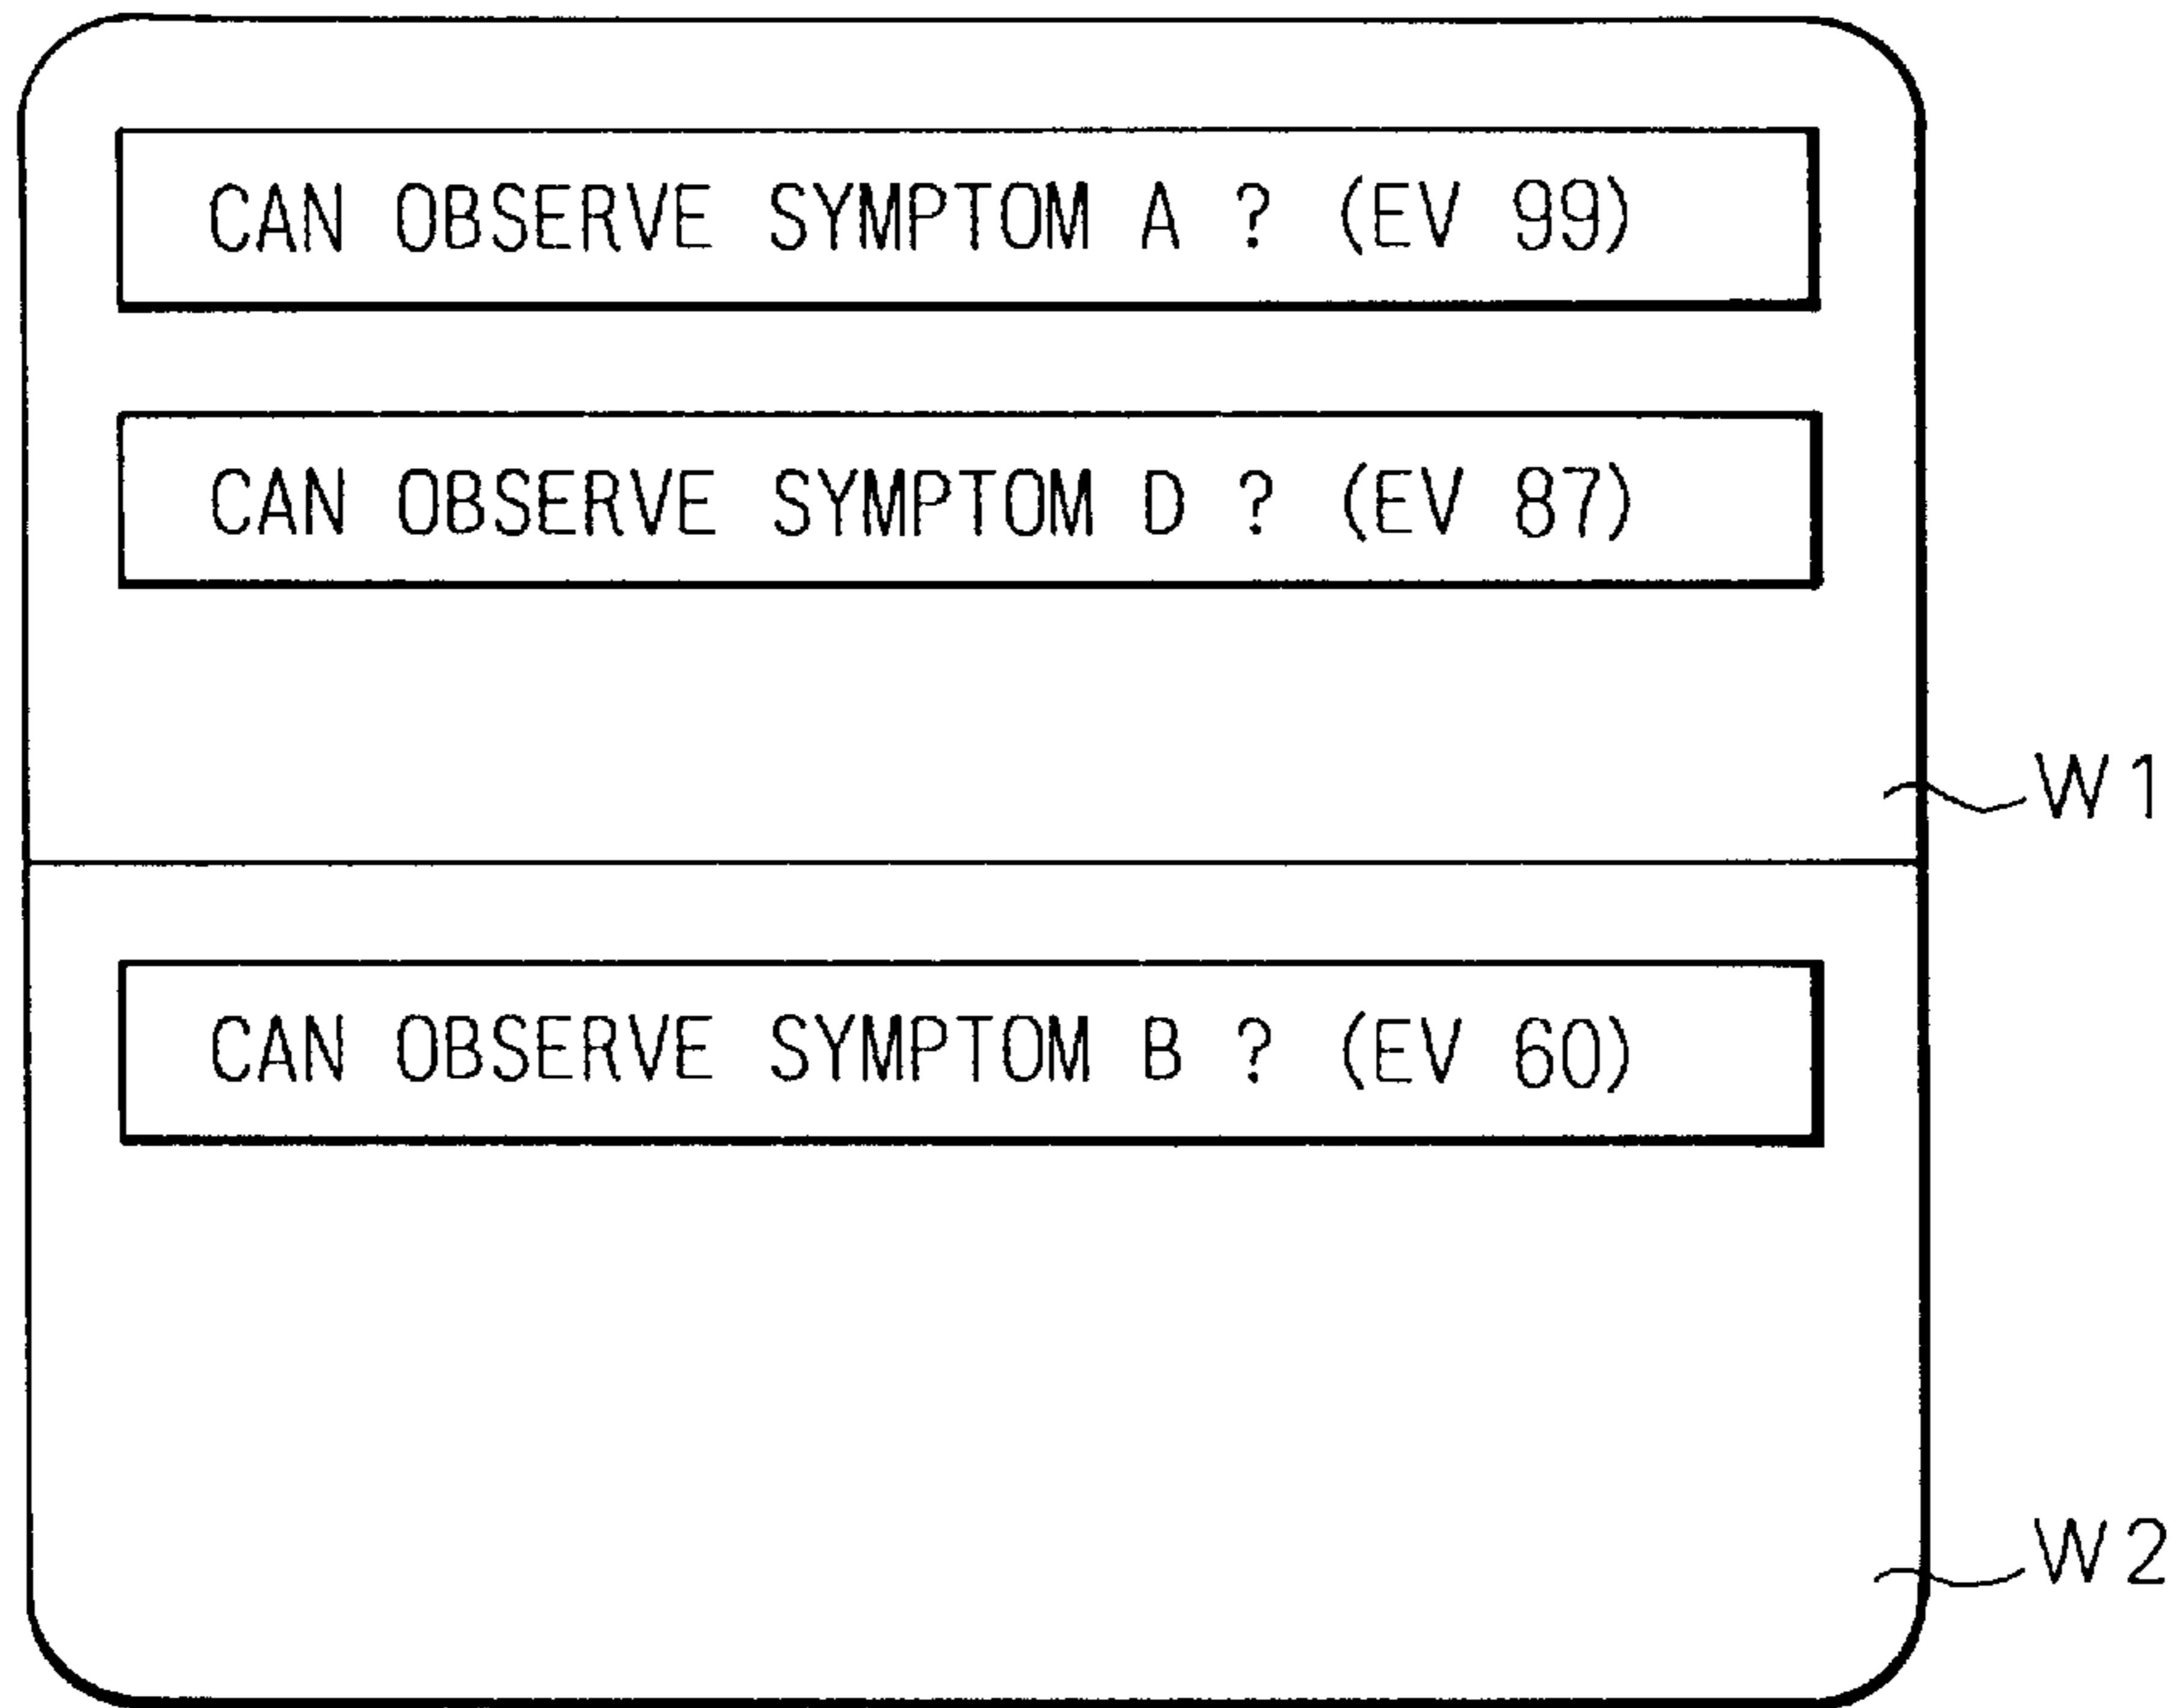 CAN OBSERVE SYMPTOM A ? (EV 99)
CAN OBSERVE SYMPTOM D ? (EV 87)
W1
CAN OBSERVE SYMPTOM B ? (EV 60)
W2